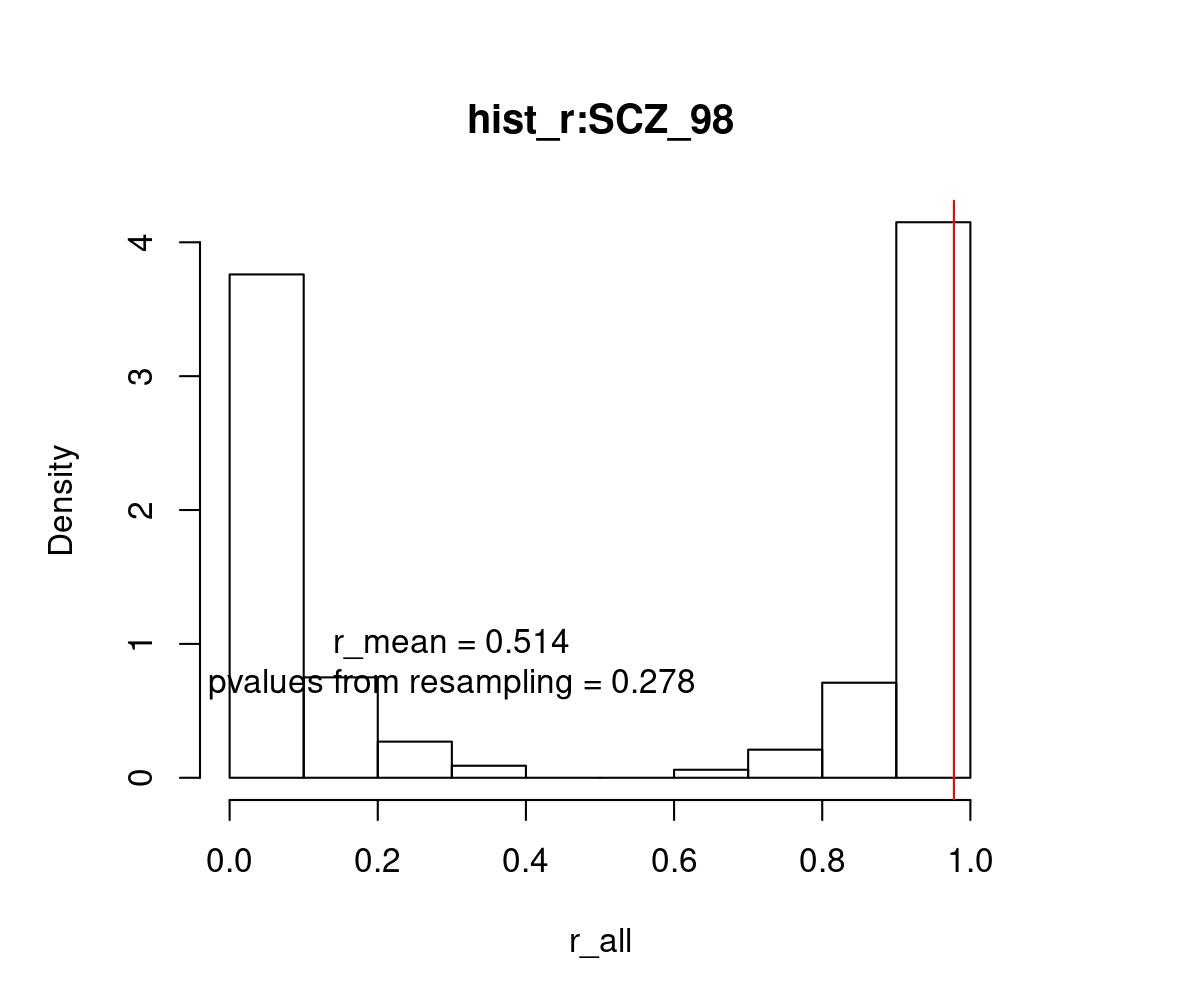 hist_r:SCZ_98
4
3
2
1
0
Density
r_mean = 0.514
pvalues from resampling = 0.278
0.0 0.2 0.4 0.6 0.8 1.0
r_all